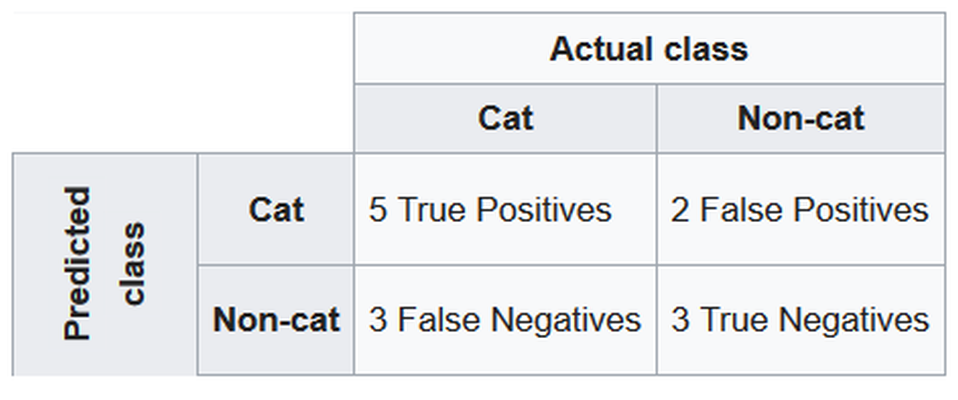 Actual class
Cat
Non-cat
Predicted
class
Cat
5 True Positives
2 False Positives
Non-cat
3 False Negatives
3 True Negatives